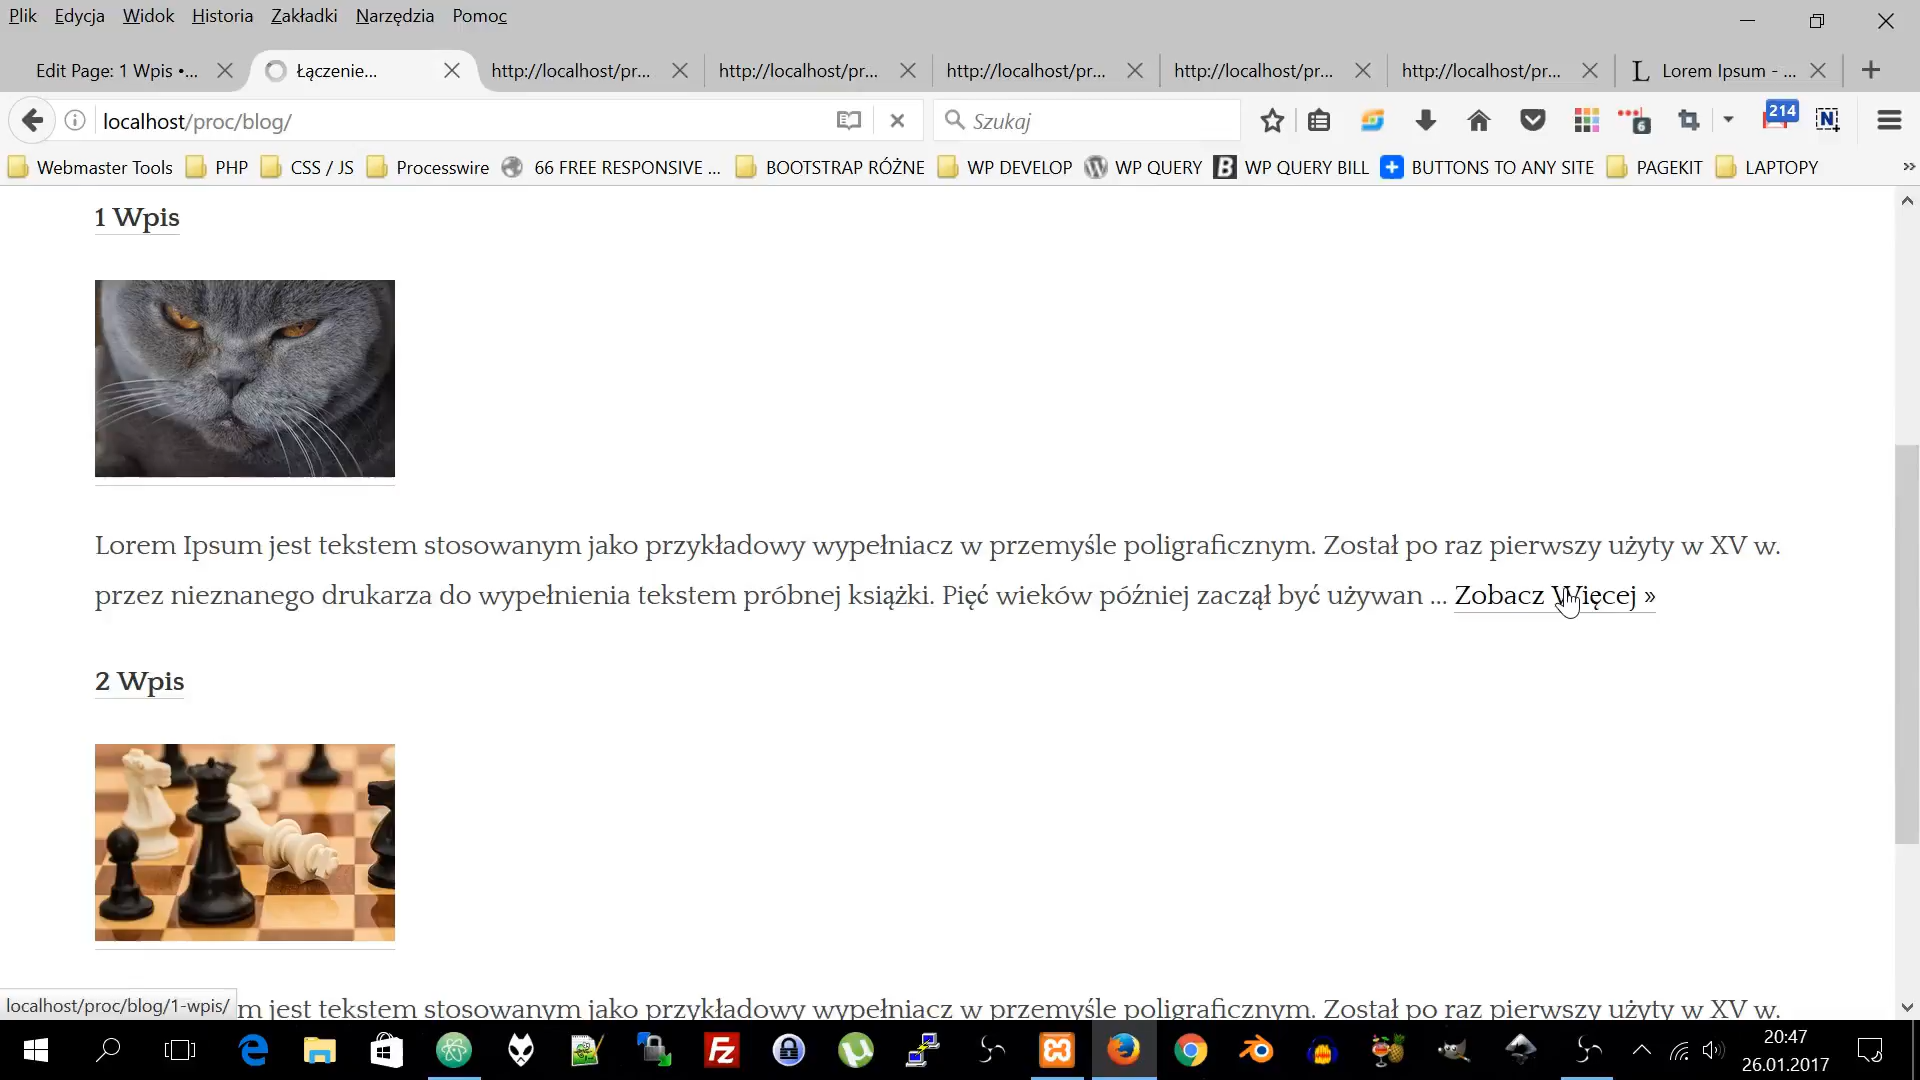 Plik Edycja Widok Historia Zakładki Narzędzia Pomoc
Edit Page: 1 Wpis •... Łączenie... http://localhost/pr... http://localhost/pr... http://localhost/pr... http://localhost/pr... http://localhost/pr... Lorem Ipsum - ...
localhost/proc/blog/ Szukaj 6 214 N
Webmaster Tools PHP CSS / JS Processwire 66 FREE RESPONSIVE ... BOOTSTRAP RÓŻNE WP DEVELOP WP QUERY B WP QUERY BILL BUTTONS TO ANY SITE PAGEKIT LAPTOPY »
1 Wpis
Lorem Ipsum jest tekstem stosowanym jako przykładowy wypełniacz w przemyśle poligraficznym. Został po raz pierwszy użyty w XV w.
przez nieznanego drukarza do wypełnienia tekstem próbnej książki. Pięć wieków później zaczął być używan ... Zobacz Więcej »
2 Wpis
m jest tekstem stosowanym jako przykładowy wypełniacz w przemyśle poligraficznym. Został po raz pierwszy użyty w XV w.
localhost/proc/blog/1-wpis/
20:47
26.01.2017